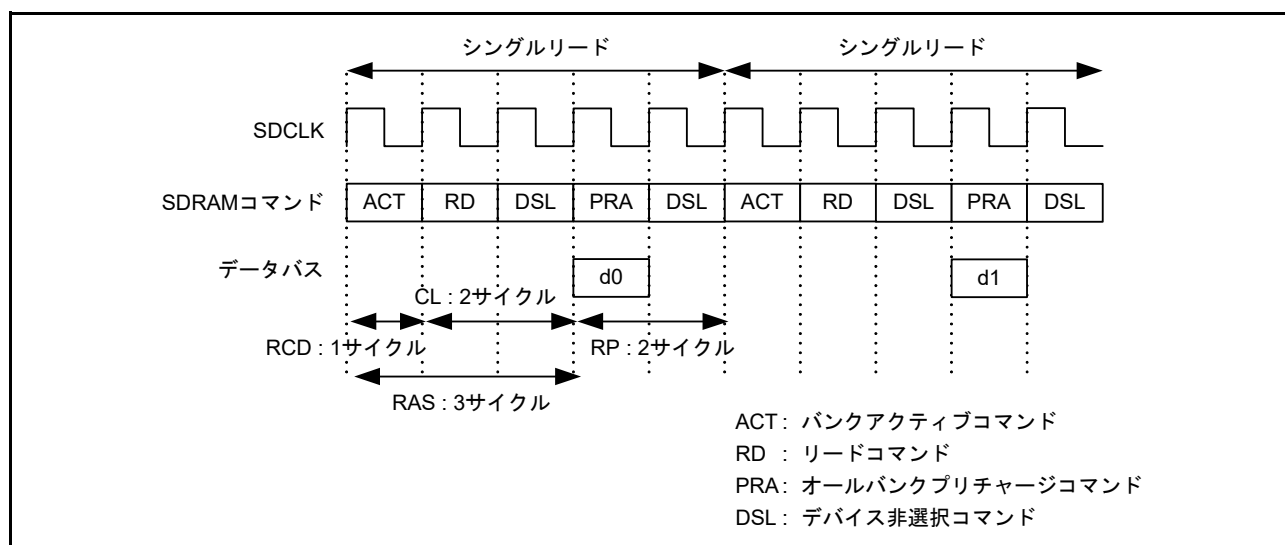 シングルリード シングルリード
SDCLK
SDRAMコマンド ACT RD DSL PRA DSL ACT RD DSL PRA DSL
データバス d0 d1
CL : 2サイクル
RCD : 1サイクル RP : 2サイクル
RAS : 3サイクル
ACT : バンクアクティブコマンド
RD : リードコマンド
PRA : オールバンクプリチャージコマンド
DSL : デバイス非選択コマンド